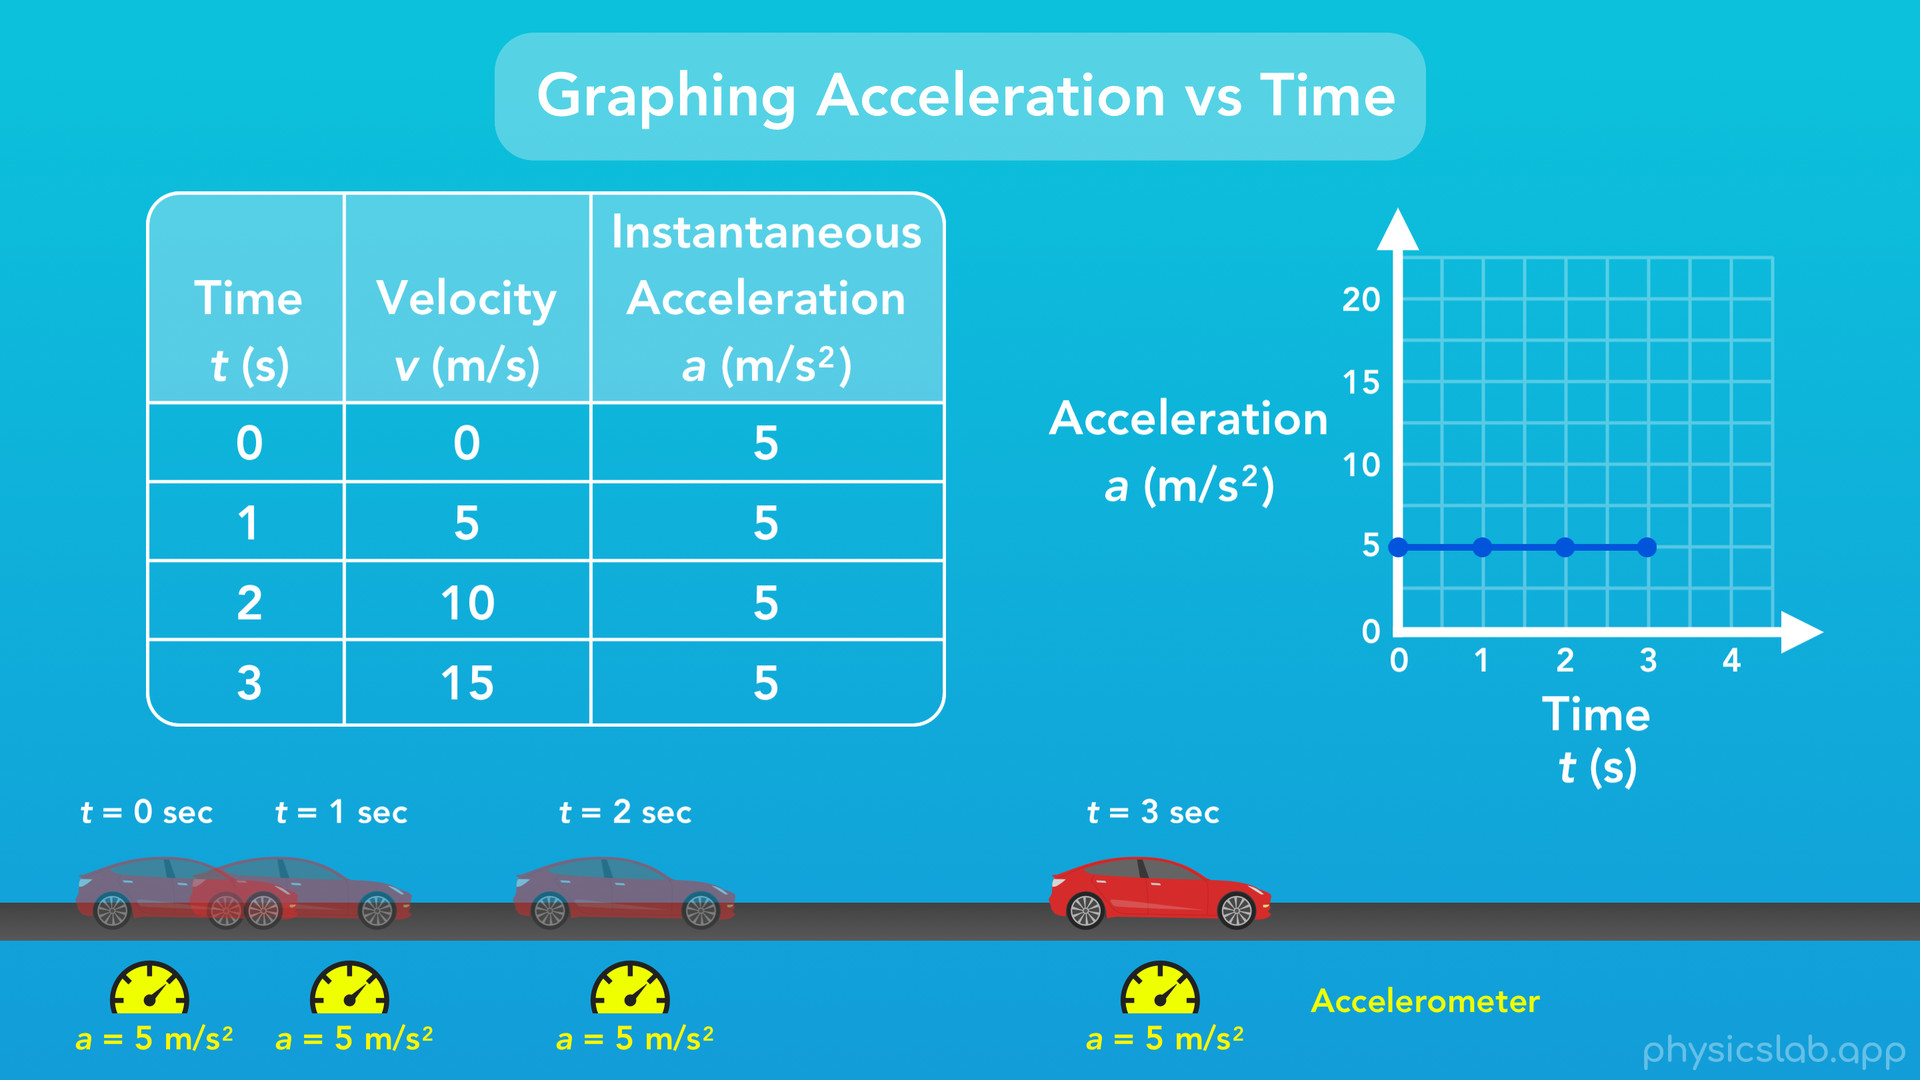 Graphing Acceleration vs Time
Time
t (s)
Velocity
v (m/s)
Instantaneous
Acceleration
a (m/s²)
0 0 5
1 5 5
2 10 5
3 15 5
Acceleration
a (m/s²)
20
15
10
5
0
0 1 2 3 4
Time
t (s)
t = 0 sec t = 1 sec t = 2 sec t = 3 sec
Accelerometer
a = 5 m/s² a = 5 m/s² a = 5 m/s² a = 5 m/s²
physicslab.app